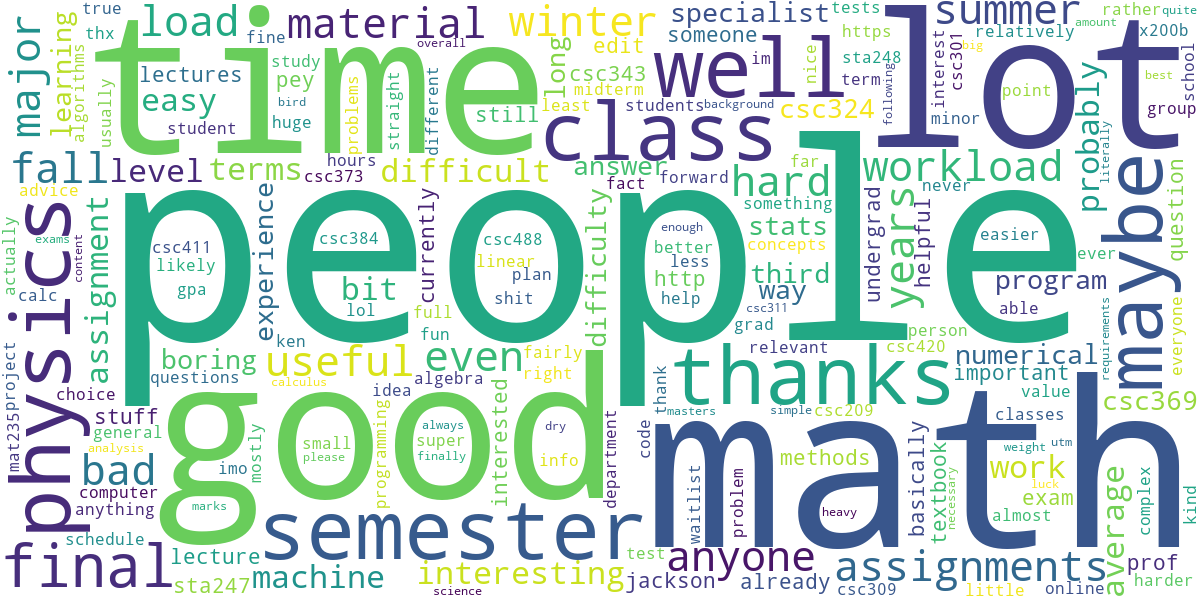 people
time
good
math
lot
well
class
maybe
physics
semester
thanks
final
true
thx
load
fine
material
overall
winter
specialist
someone
tests
summer
rather
quite
amount
x200b
major
learning
algorithms
usually
lectures
easy
student
study
pey
huge
bird
problems
straight
different
still
long
edit
csc343
midterm
least
students
im
background
nice
https
term
sta248
csc324
following
interest
minor
csc301
relatively
point
big
best
school
group
probably
literally
fall
level
terms
hours
csc373
difficult
answer
fact
forward
far
hard
something
workload
never
question
advice
actually
exams
content
calc
assignment
experience
csc411
likely
gpa
csc384
bit
lol
currently
linear
csc488
plan
shit
full
fun
difficulty
enough
better
less
http
help
concepts
stats
third
way
csc311
grad
undergrad
helpful
years
easier
ever
program
able
everyone
requirements
boring
useful
even
fairly
right
ken
questions
calculus
idea
algebra
relevant
person
csc420
numerical
important
value
csc369
mat235
project
choice
stuff
general
analysis
bad
computer
anything
imo
mostly
small
please
marks
programming
always
super
finally
interested
dry
info
department
code
thank
masters
simple
csc209
classes
weight
utm
work
luck
exam
methods
waitlist
problem
heavy
basically
textbook
necessary
almost
average
complex
kind
schedule
lecture
sta247
machine
interesting
science
test
jackson
anyone
already
assignments
csc309
online
little
prof
harder